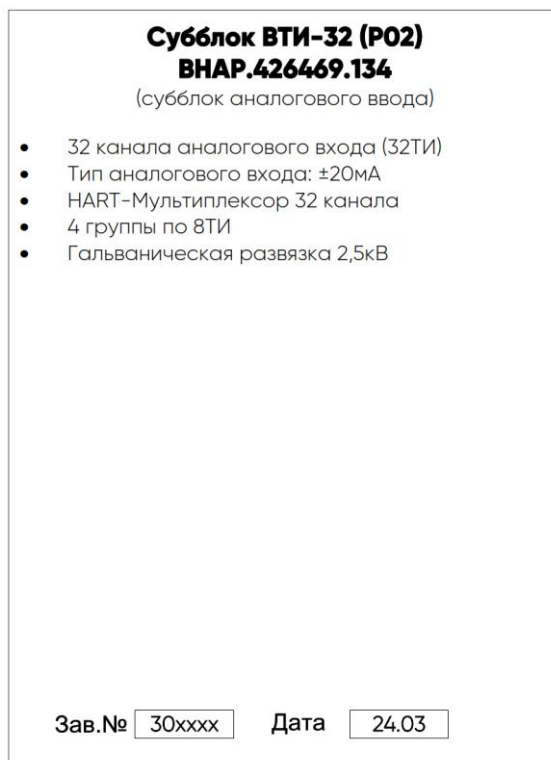 Субблок ВТИ-32 (Р02)
ВНАР.426469.134
(субблок аналогового ввода)
• 32 канала аналогового входа (32ТИ)
• Тип аналогового входа: ±20мА
• HART-Мультиплексор 32 канала
• 4 группы по 8ТИ
• Гальваническая развязка 2,5кВ
Зав.№ 30хххх Дата 24.03